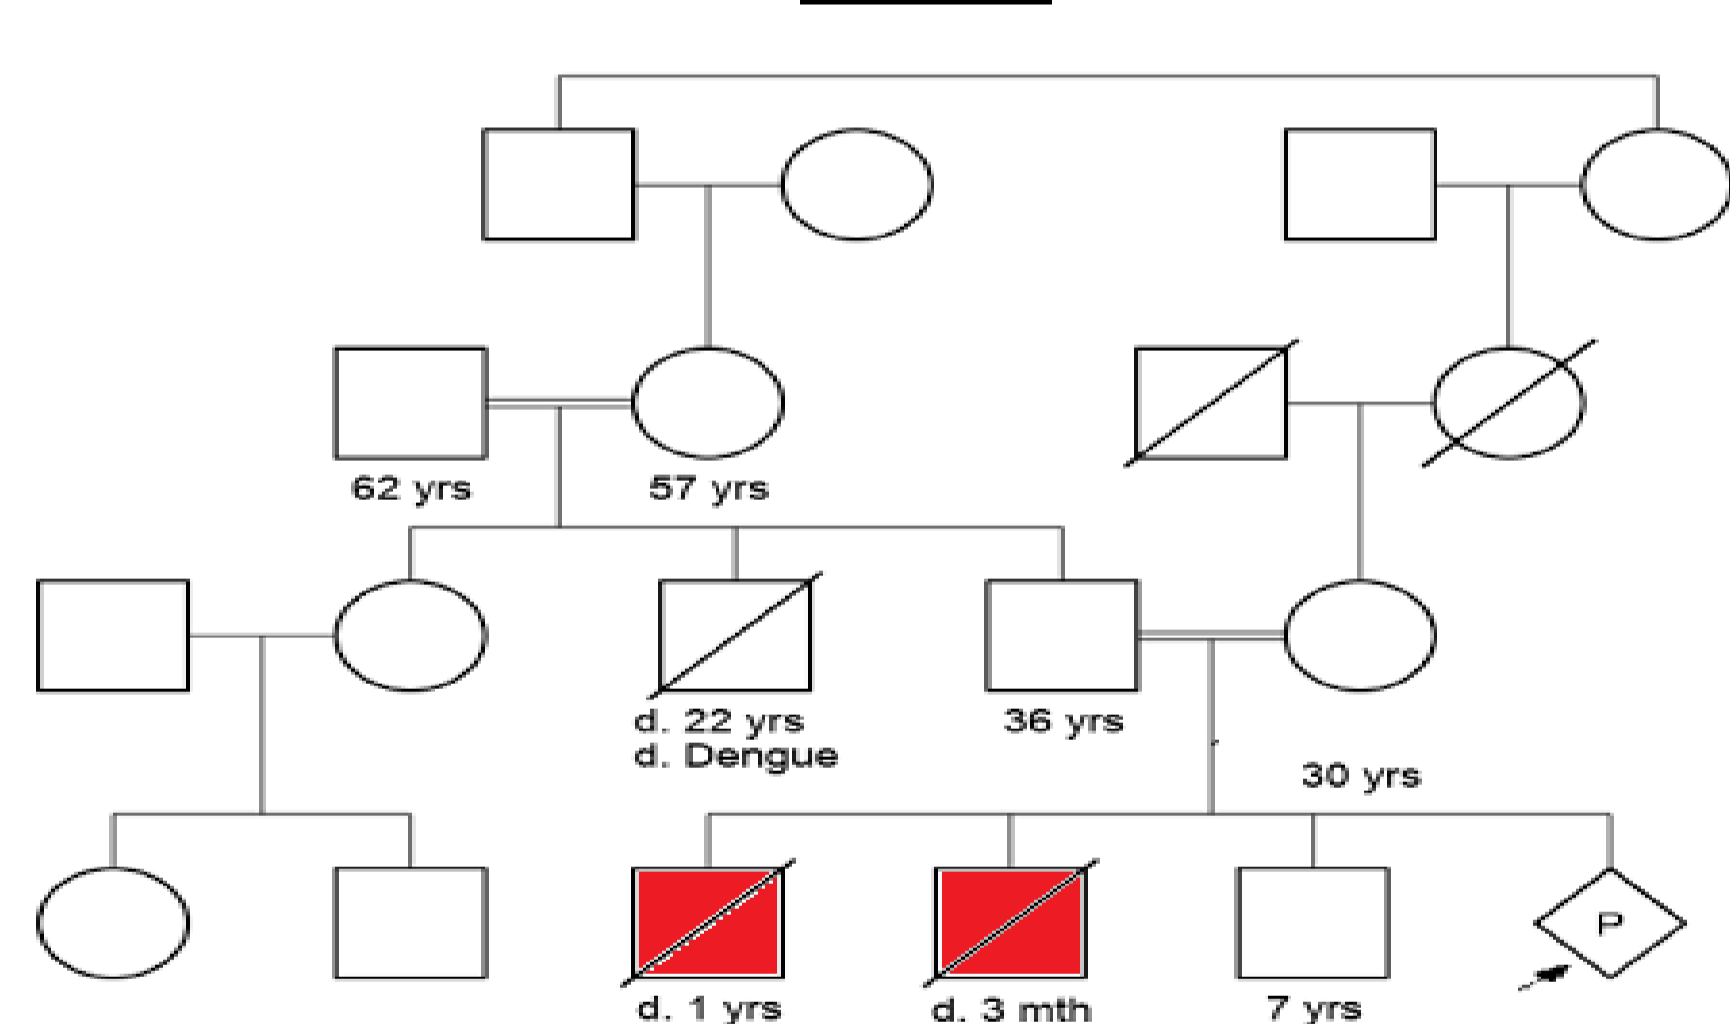 62 yrs
57 yrs
d. 22 yrs
d. Dengue
36 yrs
30 yrs
P
d. 1 yrs
d. 3 mth
7 yrs